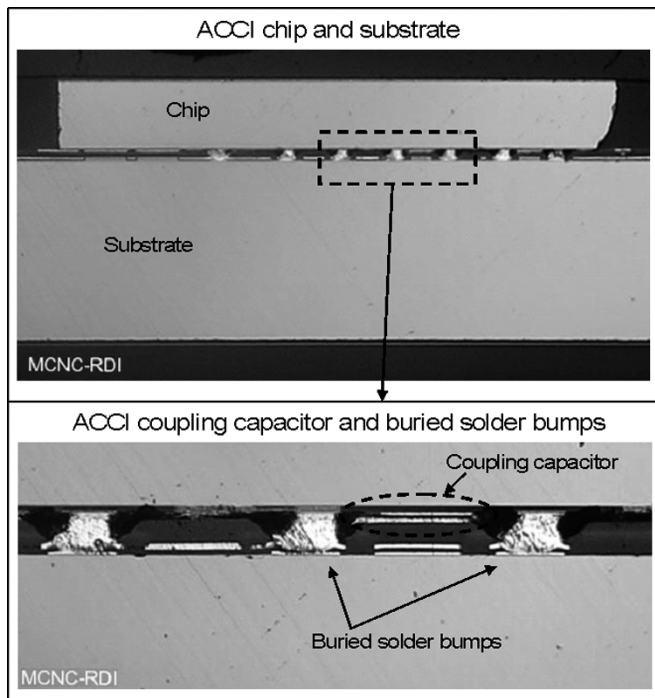 ACCI chip and substrate
Chip
Substrate
MCNC-RDI
ACCI coupling capacitor and buried solder bumps
Coupling capacitor
Buried solder bumps
MCNC-RDI